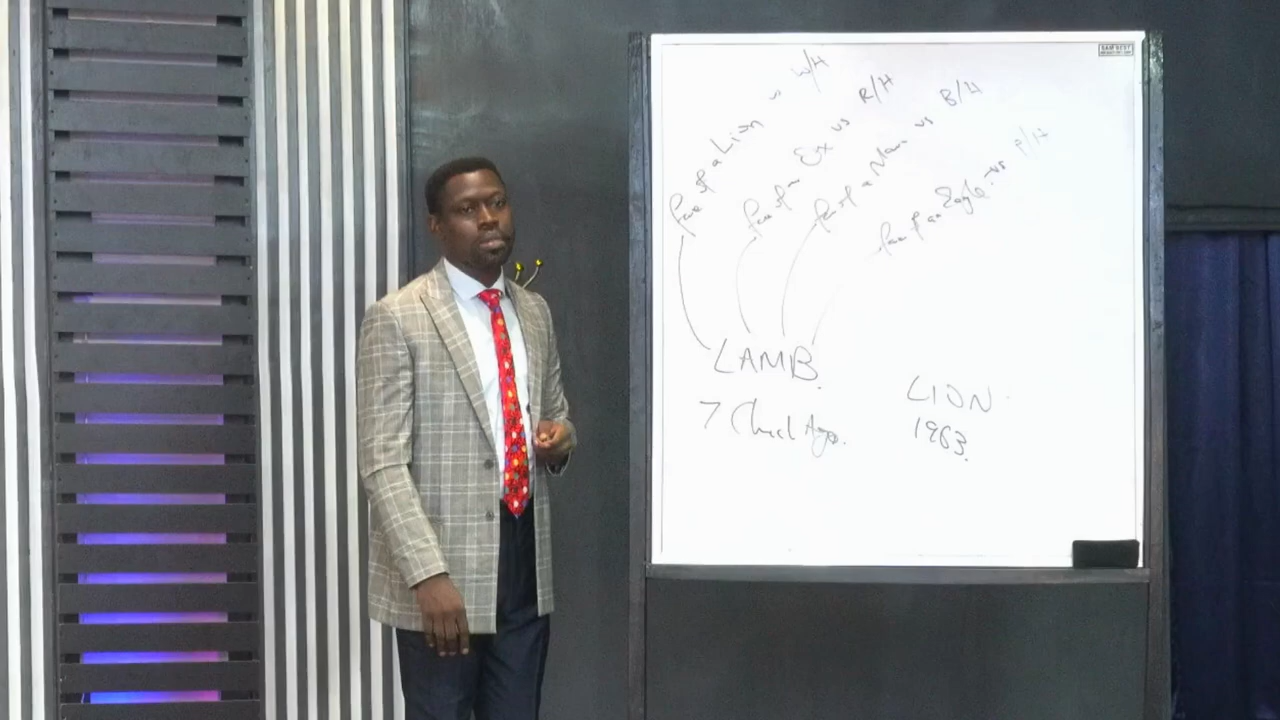 Face of a Lion vs W/H
Face of an Ox vs R/H
Face of a Man vs B/H
Face of an Eagle vs P/H
LAMB.
7 Church Ages.
LION
1963.